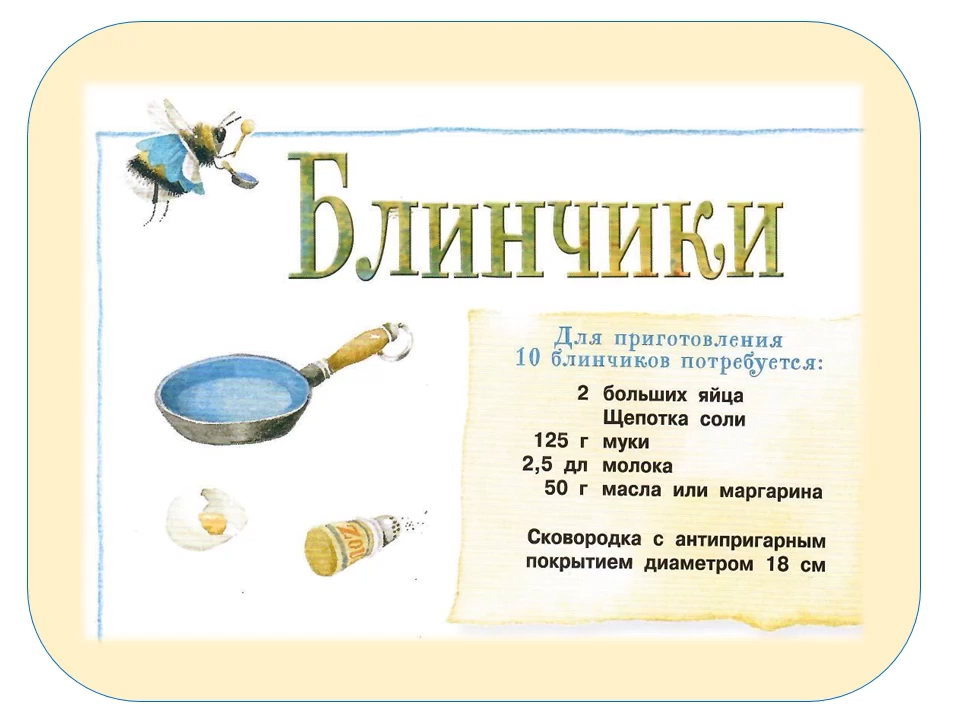 Блинчики
Для приготовления
10 блинчиков потребуется:
2 больших яйца
Щепотка соли
125 г муки
2,5 дл молока
50 г масла или маргарина
Сковородка с антипригарным
покрытием диаметром 18 см